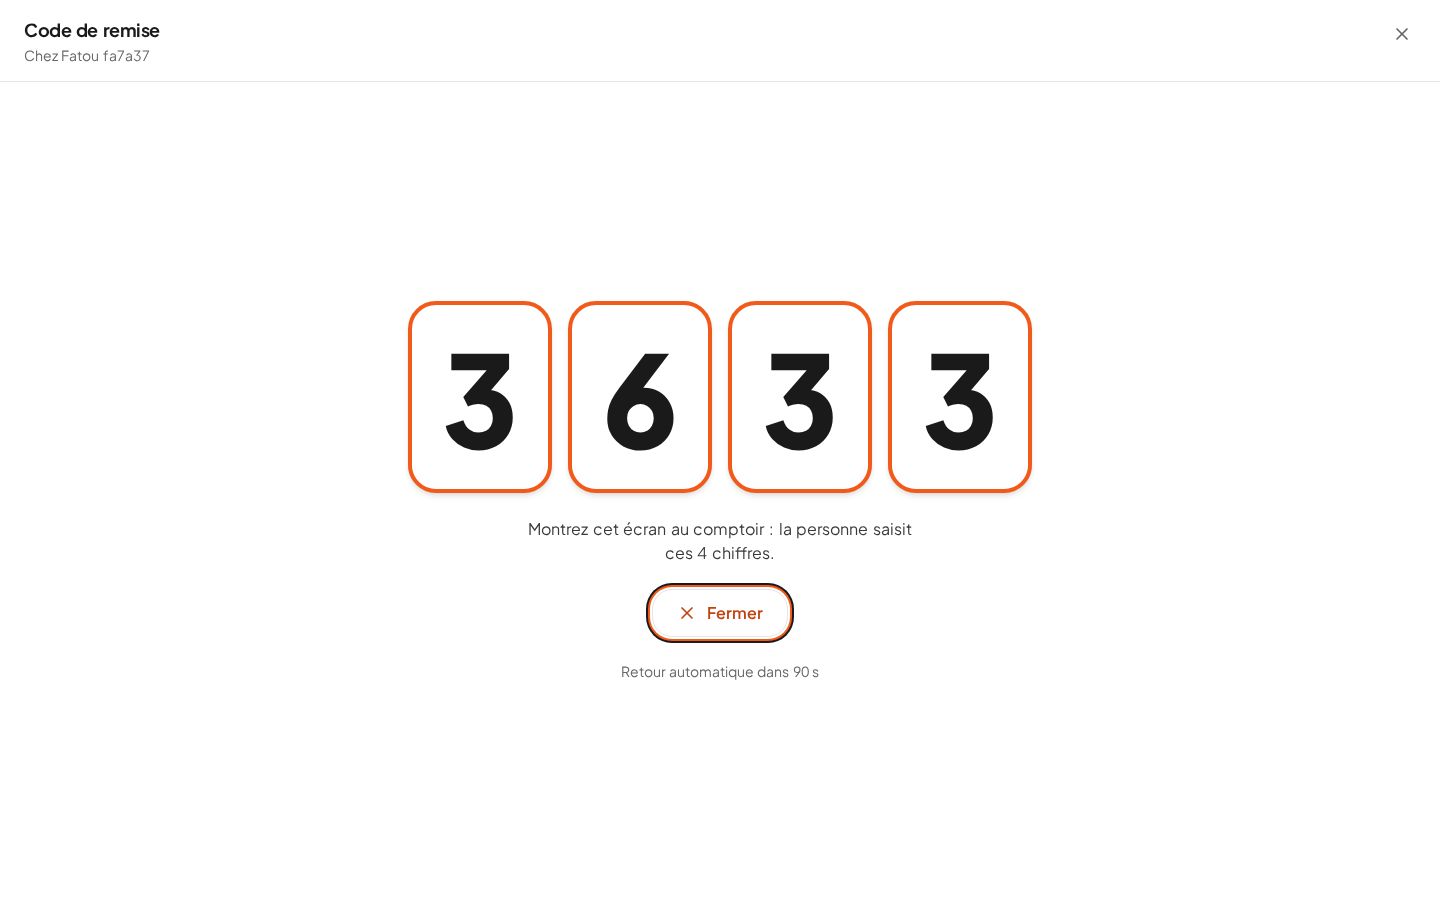 Code de remise
Chez Fatou fa7a37
3 6 3 3
Montrez cet écran au comptoir : la personne saisit
ces 4 chiffres.
Fermer
Retour automatique dans 90 s